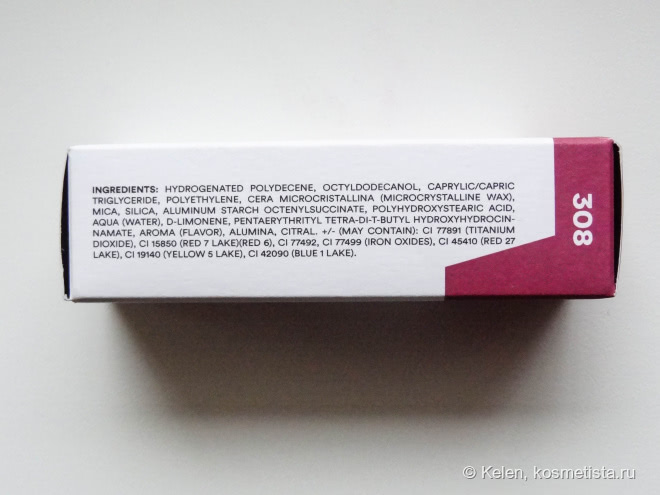 INGREDIENTS: HYDROGENATED POLYDECENE, OCTYLDODECANOL, CAPRYLIC/CAPRIC
TRIGLYCERIDE, POLYETHYLENE, CERA MICROCRISTALLINA (MICROCRYSTALLINE WAX),
MICA, SILICA, ALUMINUM STARCH OCTENYLSUCCINATE, POLYHYDROXYSTEARIC ACID,
AQUA (WATER), D-LIMONENE, PENTAERYTHRITYL TETRA-DI-T-BUTYL HYDROXYHYDROCIN-
NAMATE, AROMA (FLAVOR), ALUMINA, CITRAL. +/- (MAY CONTAIN): CI 77891 (TITANIUM
DIOXIDE), CI 15850 (RED 7 LAKE)(RED 6), CI 77492, CI 77499 (IRON OXIDES), CI 45410 (RED 27
LAKE), CI 19140 (YELLOW 5 LAKE), CI 42090 (BLUE 1 LAKE).
308
© Kelen, kosmetista.ru